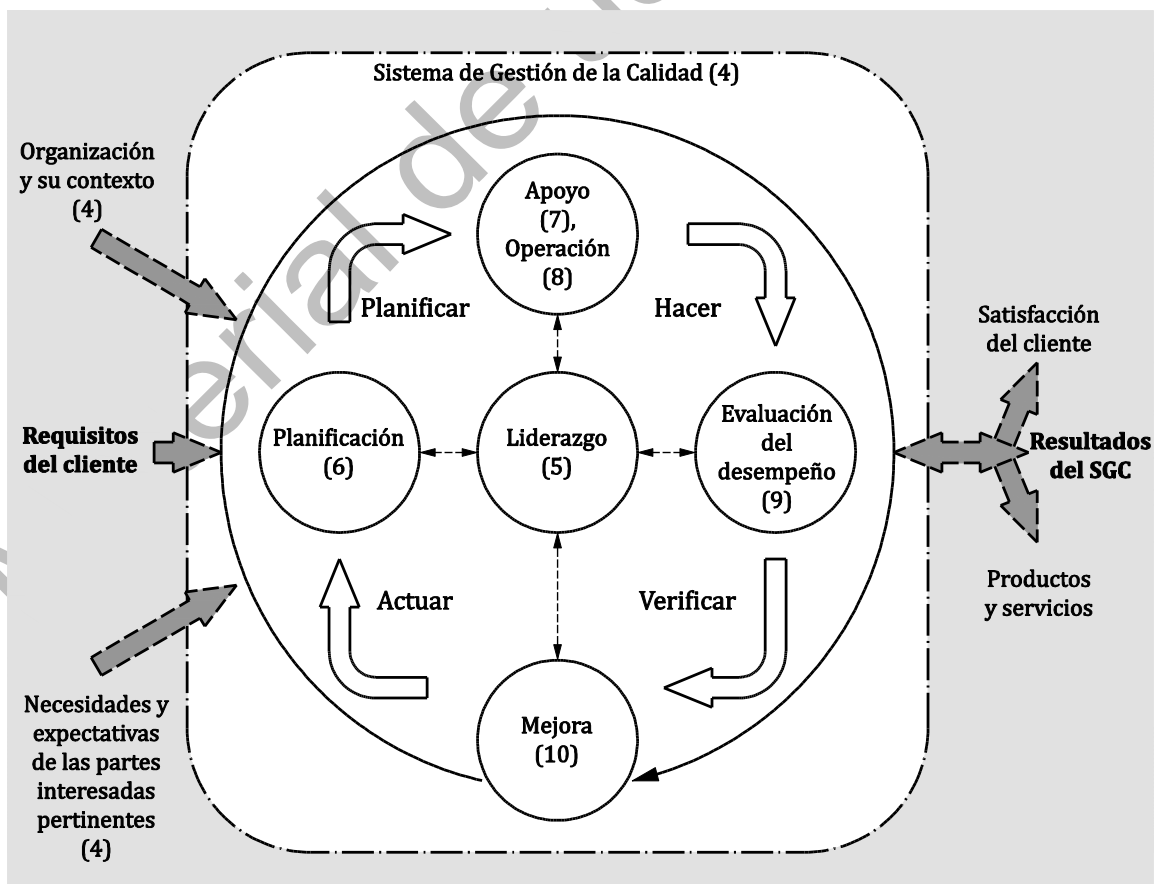 Sistema de Gestión de la Calidad (4)
Organización
y su contexto
(4)
Apoyo
(7),
Operación
(8)
Planificar
Hacer
Satisfacción
del cliente
Requisitos
del cliente
Planificación
(6)
Liderazgo
(5)
Evaluación
del
desempeño
(9)
Resultados
del SGC
Actuar
Verificar
Productos
y servicios
Necesidades y
expectativas
de las partes
interesadas
pertinentes
(4)
Mejora
(10)